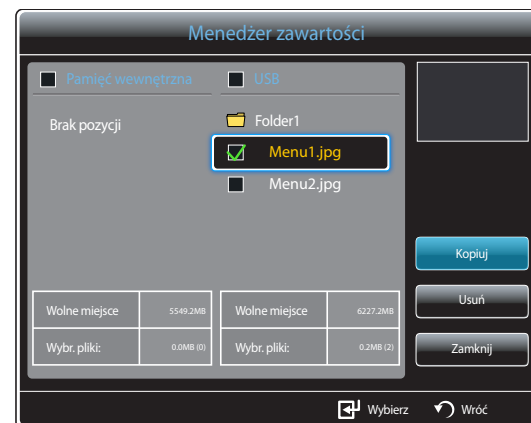 Menedżer zawartości
Pamięć wewnętrzna
USB
Brak pozycji
Folder1
Menu1.jpg
Menu2.jpg
Kopiuj
Usuń
Zamknij
Wolne miejsce 5549.2MB
Wybr. pliki: 0.0MB (0)
Wolne miejsce 6227.2MB
Wybr. pliki: 0.2MB (2)
Wybierz
Wróć